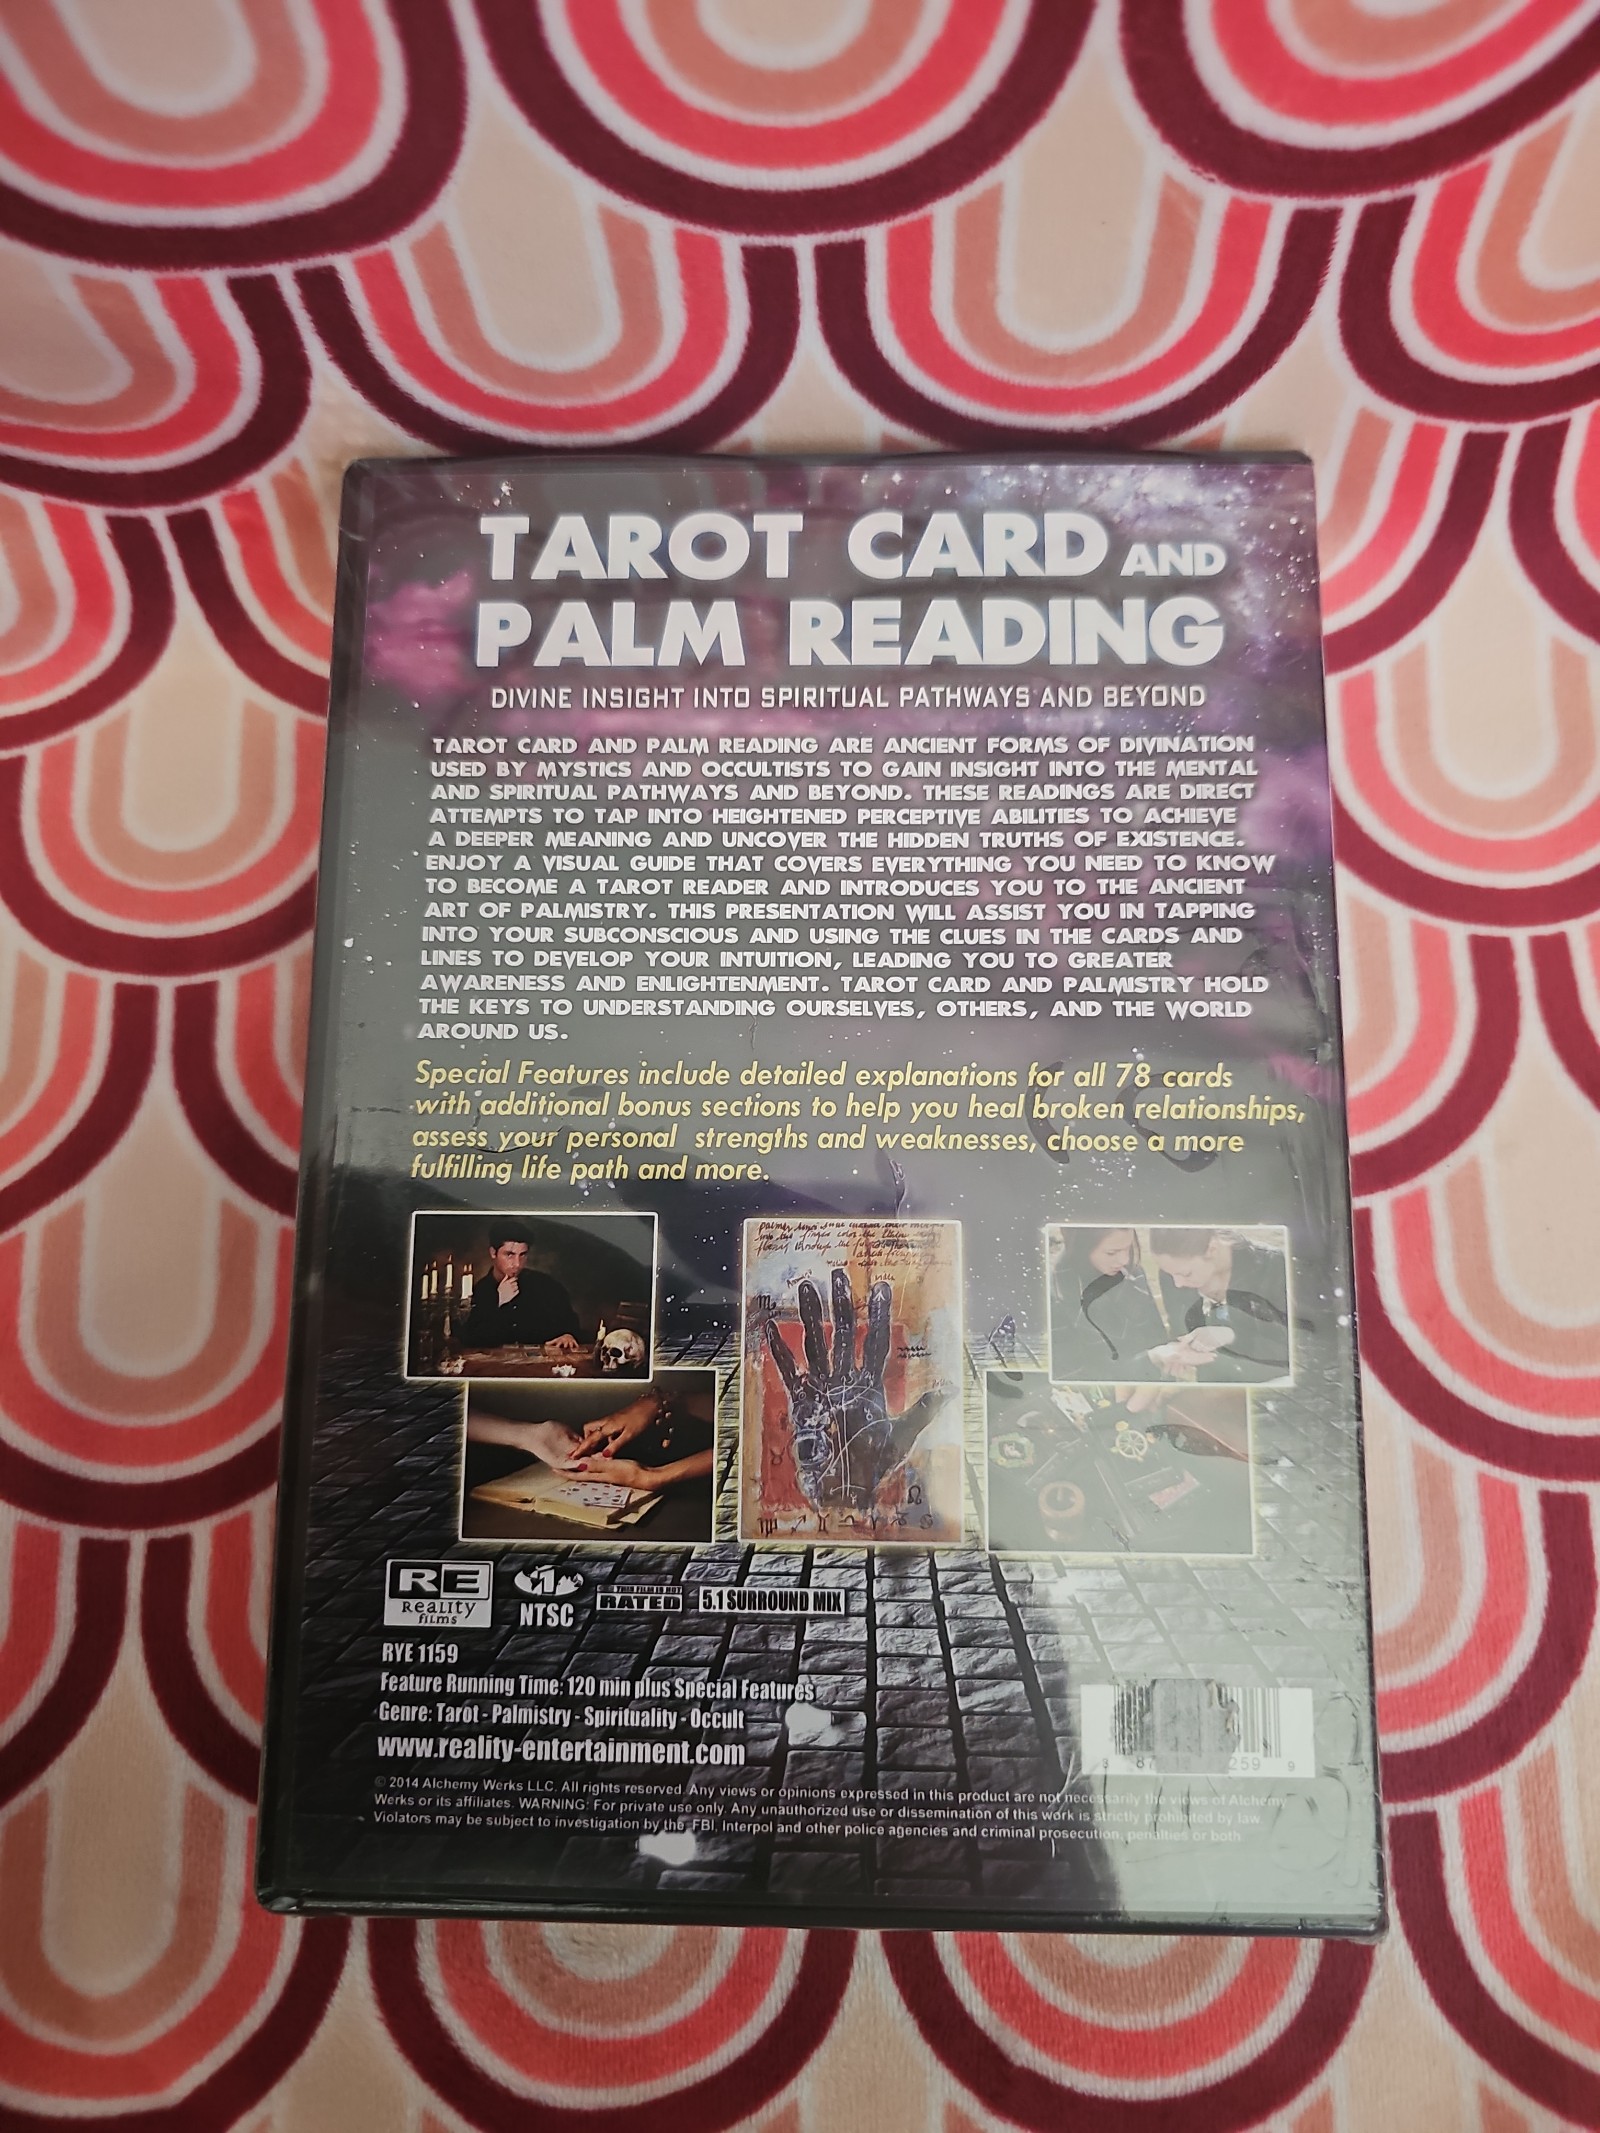 TAROT CARD AND
PALM READING
DIVINE INSIGHT INTO SPIRITUAL PATHWAYS AND BEYOND
TAROT CARD AND PALM READING ARE ANCIENT FORMS OF DIVINATION
USED BY MYSTICS AND OCCULTISTS TO GAIN INSIGHT INTO THE MENTAL
AND SPIRITUAL PATHWAYS AND BEYOND. THESE READINGS ARE DIRECT
ATTEMPTS TO TAP INTO HEIGHTENED PERCEPTIVE ABILITIES TO ACHIEVE
A DEEPER MEANING AND UNCOVER THE HIDDEN TRUTHS OF EXISTENCE.
ENJOY A VISUAL GUIDE THAT COVERS EVERYTHING YOU NEED TO KNOW
TO BECOME A TAROT READER AND INTRODUCES YOU TO THE ANCIENT
ART OF PALMISTRY. THIS PRESENTATION WILL ASSIST YOU IN TAPPING
INTO YOUR SUBCONSCIOUS AND USING THE CLUES IN THE CARDS AND
LINES TO DEVELOP YOUR INTUITION, LEADING YOU TO GREATER
AWARENESS AND ENLIGHTENMENT. TAROT CARD AND PALMISTRY HOLD
THE KEYS TO UNDERSTANDING OURSELVES, OTHERS, AND THE WORLD
AROUND US.
Special Features include detailed explanations for all 78 cards
with additional bonus sections to help you heal broken relationships,
assess your personal strengths and weaknesses, choose a more
fulfilling life path and more.
RE
REALITY
films
1
NTSC
THIS FILM IS NOT
RATED
5.1 SURROUND MIX
RYE 1159
Feature Running Time: 120 min plus Special Features
Genre: Tarot - Palmistry - Spirituality - Occult
www.reality-entertainment.com
© 2014 Alchemy Werks LLC. All rights reserved. Any views or opinions expressed in this product are not necessarily the views of Alchemy
Werks or its affiliates. WARNING: For private use only. Any unauthorized use or dissemination of this work is strictly prohibited by law.
Violators may be subject to investigation by the FBI, Interpol and other police agencies and criminal prosecution, penalties or both.